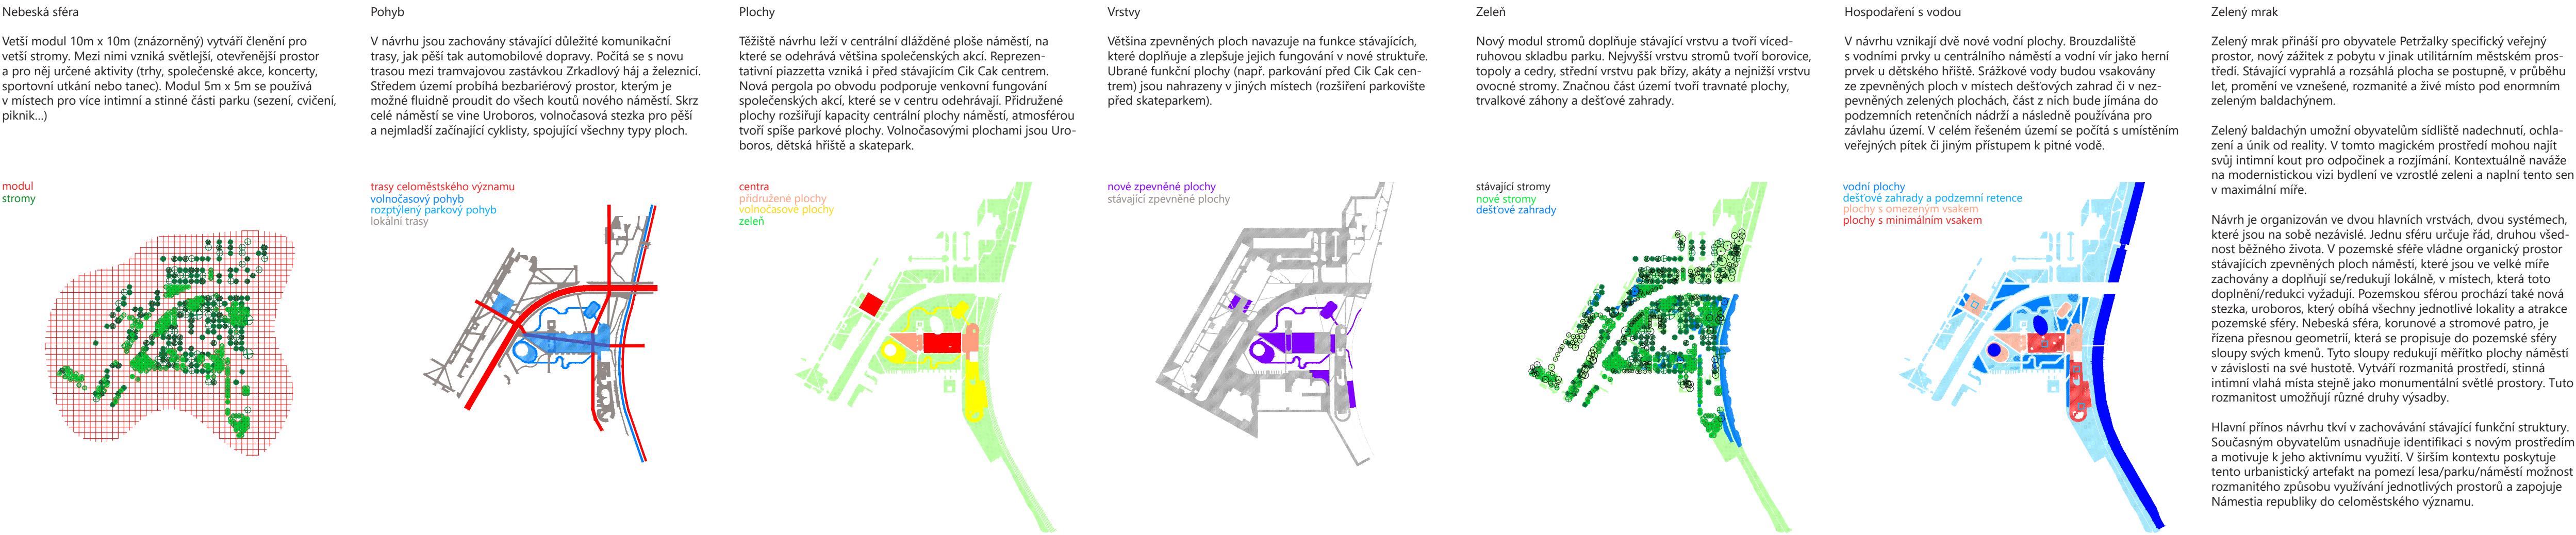 Nebeská sféra
Vetší modul 10m x 10m (znázorněný) vytváří členění pro
vetší stromy. Mezi nimi vzniká světlejší, otevřenější prostor
a pro něj určené aktivity (trhy, společenské akce, koncerty,
sportovní utkání nebo tanec). Modul 5m x 5m se používá
v místech pro více intimní a stinné části parku (sezení, cvičení,
piknik...)
modul
stromy
Pohyb
V návrhu jsou zachovány stávající důležité komunikační
trasy, jak pěší tak automobilové dopravy. Počítá se s novu
trasou mezi tramvajovou zastávkou Zrkadlový háj a železnicí.
Středem území probíhá bezbariérový prostor, kterým je
možné fluidně proudit do všech koutů nového náměstí. Skrz
celé náměstí se vine Uroboros, volnočasová stezka pro pěší
a nejmladší začínající cyklisty, spojující všechny typy ploch.
trasy celoměstského významu
volnočasový pohyb
rozptýlený parkový pohyb
lokální trasy
Plochy
Těžiště návrhu leží v centrální dlážděné ploše náměstí, na
které se odehrává většina společenských akcí. Reprezen-
tativní piazzetta vzniká i před stávajícím Cik Cak centrem.
Nová pergola po obvodu podporuje venkovní fungování
společenských akcí, které se v centru odehrávají. Přidružené
plochy rozšiřují kapacity centrální plochy náměstí, atmosférou
tvoří spíše parkové plochy. Volnočasovými plochami jsou Uro-
boros, dětská hřiště a skatepark.
centra
přidružené plochy
volnočasové plochy
zeleň
Vrstvy
Většina zpevněných ploch navazuje na funkce stávajících,
které doplňuje a zlepšuje jejich fungování v nové struktuře.
Ubrané funkční plochy (např. parkování před Cik Cak cen-
trem) jsou nahrazeny v jiných místech (rozšíření parkoviště
před skateparkem).
nové zpevněné plochy
stávající zpevněné plochy
Zeleň
Nový modul stromů doplňuje stávající vrstvu a tvoří víced-
ruhovou skladbu parku. Nejvyšší vrstvu stromů tvoří borovice,
topoly a cedry, střední vrstvu pak břízy, akáty a nejnižší vrstvu
ovocné stromy. Značnou část území tvoří travnaté plochy,
trvalkové záhony a dešťové zahrady.
stávající stromy
nové stromy
dešťové zahrady
Hospodaření s vodou
V návrhu vznikají dvě nové vodní plochy. Brouzdaliště
s vodními prvky u centrálního náměstí a vodní vír jako herní
prvek u dětského hřiště. Srážkové vody budou vsakovány
ze zpevněných ploch v místech dešťových zahrad či v nez-
pevněných zelených plochách, část z nich bude jímána do
podzemních retenčních nádrží a následně používána pro
závlahu území. V celém řešeném území se počítá s umístěním
veřejných pítek či jiným přístupem k pitné vodě.
vodní plochy
dešťové zahrady a podzemní retence
plochy s omezeným vsakem
plochy s minimálním vsakem
Zelený mrak
Zelený mrak přináší pro obyvatele Petržalky specifický veřejný
prostor, nový zážitek z pobytu v jinak utilitárním městském pros-
tředí. Stávající vyprahlá a rozsáhlá plocha se postupně, v průběhu
let, promění ve vznešené, rozmanité a živé místo pod enormním
zeleným baldachýnem.
Zelený baldachýn umožní obyvatelům sídliště nadechnutí, ochla-
zení a únik od reality. V tomto magickém prostředí mohou najít
svůj intimní kout pro odpočinek a rozjímání. Kontextuálně naváže
na modernistickou vizi bydlení ve vzrostlé zeleni a naplní tento sen
v maximální míře.
Návrh je organizován ve dvou hlavních vrstvách, dvou systémech,
které jsou na sobě nezávislé. Jednu sféru určuje řád, druhou všed-
nost běžného života. V pozemské sféře vládne organický prostor
stávajících zpevněných ploch náměstí, které jsou ve velké míře
zachovány a doplňují se/redukují lokálně, v místech, která toto
doplnění/redukci vyžadují. Pozemskou sférou prochází také nová
stezka, uroboros, který obíhá všechny jednotlivé lokality a atrakce
pozemské sféry. Nebeská sféra, korunové a stromové patro, je
řízena přesnou geometrií, která se propisuje do pozemské sféry
sloupy svých kmenů. Tyto sloupy redukují měřítko plochy náměstí
v závislosti na své hustotě. Vytváří rozmanitá prostředí, stinná
intimní vlahá místa stejně jako monumentální světlé prostory. Tuto
rozmanitost umožňují různé druhy výsadby.
Hlavní přínos návrhu tkví v zachovávání stávající funkční struktury.
Současným obyvatelům usnadňuje identifikaci s novým prostředím
a motivuje k jeho aktivnímu využití. V širším kontextu poskytuje
tento urbanistický artefakt na pomezí lesa/parku/náměstí možnost
rozmanitého způsobu využívání jednotlivých prostorů a zapojuje
Námestia republiky do celoměstského významu.